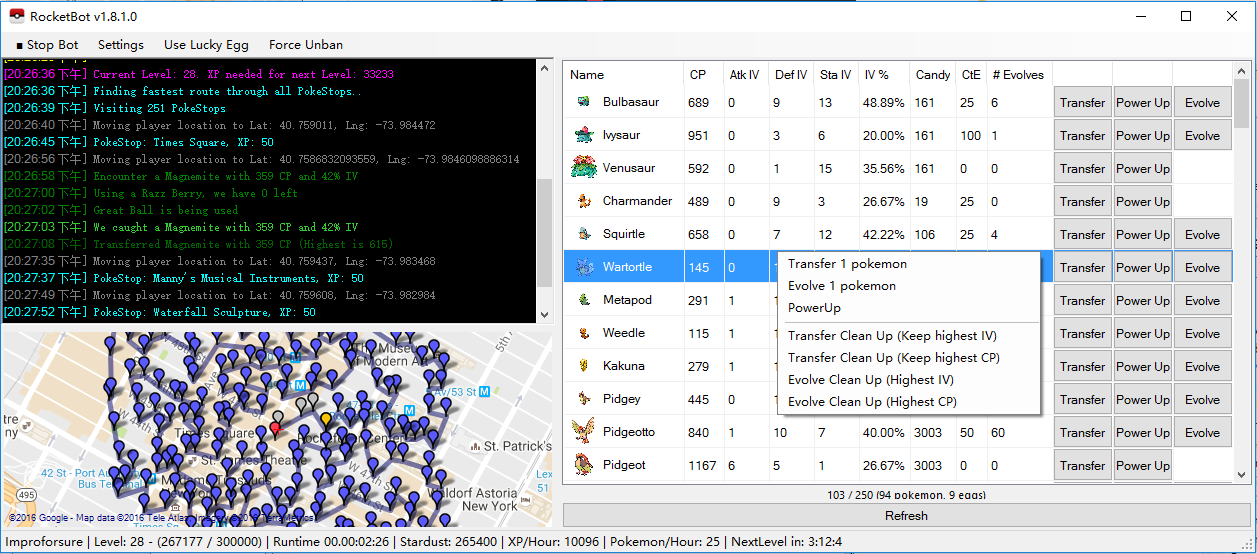 RocketBot v1.8.1.0
■ Stop Bot Settings Use Lucky Egg Force Unban
[20:26:36 下午] Current Level: 28. XP needed for next Level: 33233
[20:26:36 下午] Finding fastest route through all PokeStops..
[20:26:39 下午] Visiting 251 PokeStops
[20:26:40 下午] Moving player location to Lat: 40.759011, Lng: -73.984472
[20:26:45 下午] PokeStop: Times Square, XP: 50
[20:26:56 下午] Moving player location to Lat: 40.7586832093559, Lng: -73.9846098886314
[20:26:58 下午] Encounter a Magnemite with 359 CP and 42% IV
[20:27:00 下午] Using a Razz Berry, we have 0 left
[20:27:02 下午] Great Ball is being used
[20:27:03 下午] We caught a Magnemite with 359 CP and 42% IV
[20:27:08 下午] Transferred Magnemite with 359 CP (Highest is 615)
[20:27:35 下午] Moving player location to Lat: 40.759437, Lng: -73.983468
[20:27:37 下午] PokeStop: Manny's Musical Instruments, XP: 50
[20:27:49 下午] Moving player location to Lat: 40.759608, Lng: -73.982984
[20:27:52 下午] PokeStop: Waterfall Sculpture, XP: 50
Name CP Atk IV Def IV Sta IV IV % Candy CtE # Evolves
Bulbasaur 689 0 9 13 48.89% 161 25 6 Transfer Power Up Evolve
Ivysaur 951 0 3 6 20.00% 161 100 1 Transfer Power Up Evolve
Venusaur 592 0 1 15 35.56% 161 0 0 Transfer Power Up
Charmander 489 0 9 3 26.67% 19 25 0 Transfer Power Up
Squirtle 658 0 7 12 42.22% 106 25 4 Transfer Power Up Evolve
Wartortle 145 0 Transfer Power Up Evolve
Metapod 291 1 Transfer Power Up Evolve
Weedle 115 1 Transfer Power Up Evolve
Kakuna 279 1 Transfer Power Up Evolve
Pidgey 445 0 Transfer Power Up Evolve
Pidgeotto 840 1 10 7 40.00% 3003 50 60 Transfer Power Up Evolve
Pidgeot 1167 6 5 1 26.67% 3003 0 0 Transfer Power Up
Transfer 1 pokemon
Evolve 1 pokemon
PowerUp
Transfer Clean Up (Keep highest IV)
Transfer Clean Up (Keep highest CP)
Evolve Clean Up (Highest IV)
Evolve Clean Up (Highest CP)
103 / 250 (94 pokemon, 9 eggs)
Refresh
W 49th St
The Museum
of Modern Art
5th
5 Av/53 St
Times Square
Rockefeller Center
St. James Theatre
St. Patrick's
42 St - Port
Bus Terminal
Madame Tussauds
New York
Waldorf Astoria
New York
Lex
51
495
©2016 Google - Map data ©2016 Tele Atlas, Imagery ©2016 TerraMetrics
Improforsure | Level: 28 - (267177 / 300000) | Runtime 00.00:02:26 | Stardust: 265400 | XP/Hour: 10096 | Pokemon/Hour: 25 | NextLevel in: 3:12:4